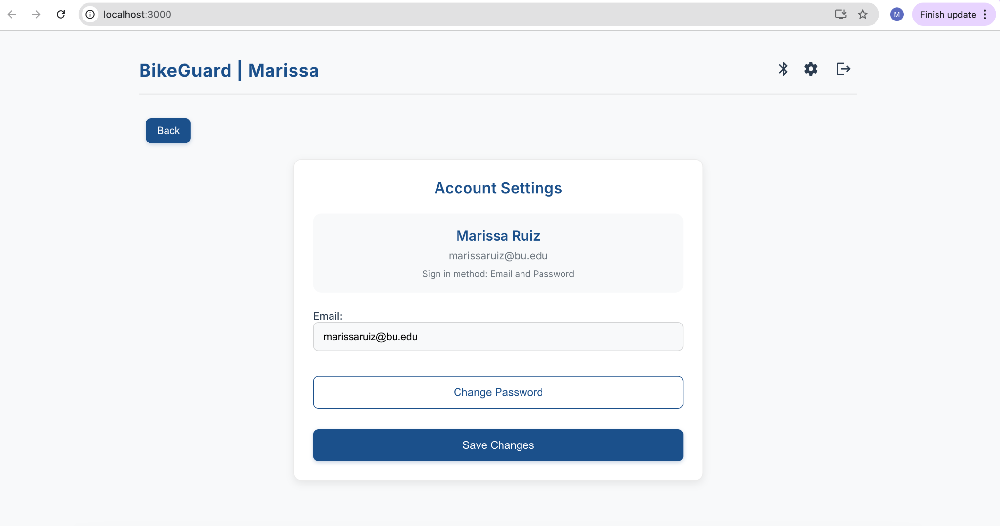 localhost:3000
M
Finish update
BikeGuard | Marissa
Back
Account Settings
Marissa Ruiz
marissaruiz@bu.edu
Sign in method: Email and Password
Email:
marissaruiz@bu.edu
Change Password
Save Changes